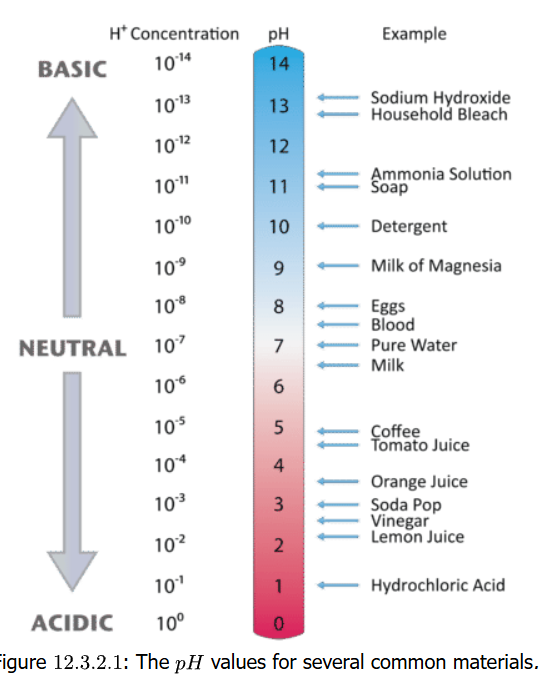 H⁺ Concentration pH Example
BASIC 10⁻¹⁴ 14
10⁻¹³ 13 Sodium Hydroxide
Household Bleach
10⁻¹² 12
Ammonia Solution
10⁻¹¹ 11 Soap
10⁻¹⁰ 10 Detergent
10⁻⁹ 9 Milk of Magnesia
10⁻⁸ 8 Eggs
Blood
NEUTRAL 10⁻⁷ 7 Pure Water
Milk
10⁻⁶ 6
10⁻⁵ 5 Coffee
Tomato Juice
10⁻⁴ 4
Orange Juice
10⁻³ 3 Soda Pop
Vinegar
Lemon Juice
10⁻² 2
10⁻¹ 1 Hydrochloric Acid
ACIDIC 10⁰ 0
igure 12.3.2.1: The pH values for several common materials.